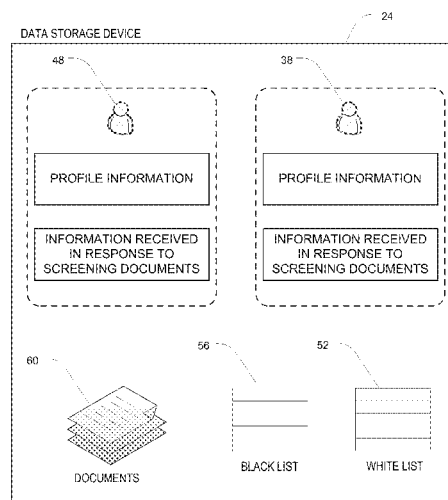 24
DATA STORAGE DEVICE
48
38
PROFILE INFORMATION
PROFILE INFORMATION
INFORMATION RECEIVED
IN RESPONSE TO
SCREENING DOCUMENTS
INFORMATION RECEIVED
IN RESPONSE TO
SCREENING DOCUMENTS
60
56
52
DOCUMENTS
BLACK LIST
WHITE LIST